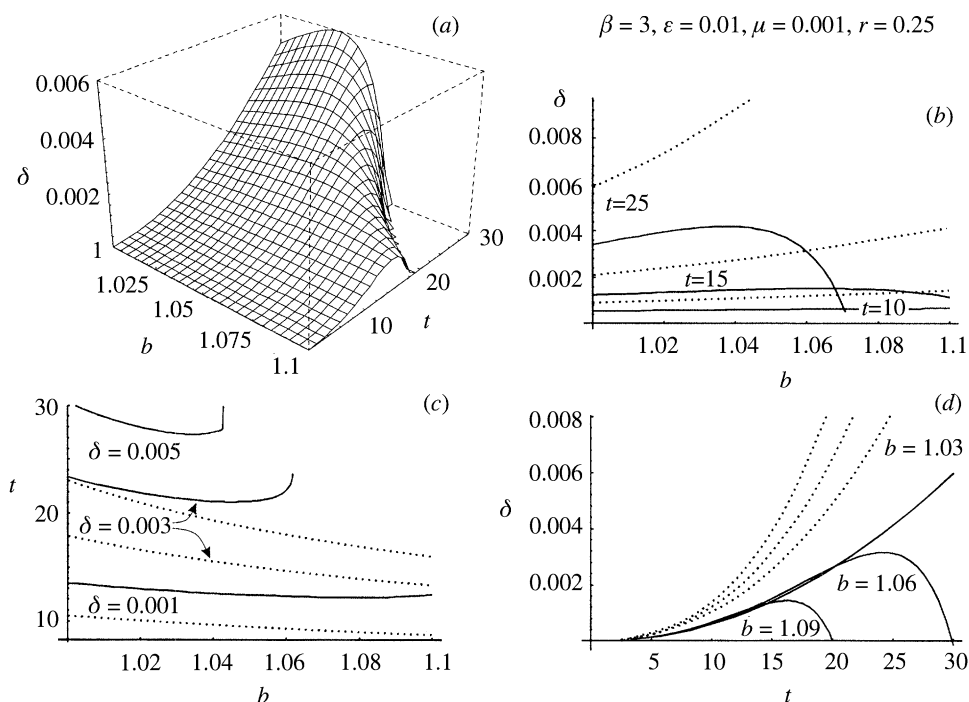 (a)
β = 3, ε = 0.01, μ = 0.001, r = 0.25
0.006
0.004
δ
0.002
1
1.025
1.05
1.075
1.1
b
10
20
30
t
(b)
δ
0.008
0.006
0.004
0.002
t=25
t=15
t=10
1.02
1.04
1.06
1.08
1.1
b
(c)
30
t
20
10
δ = 0.005
δ = 0.003
δ = 0.001
1.02
1.04
1.06
1.08
1.1
b
(d)
0.008
0.006
δ
0.004
0.002
b = 1.03
b = 1.06
b = 1.09
5
10
15
20
25
30
t